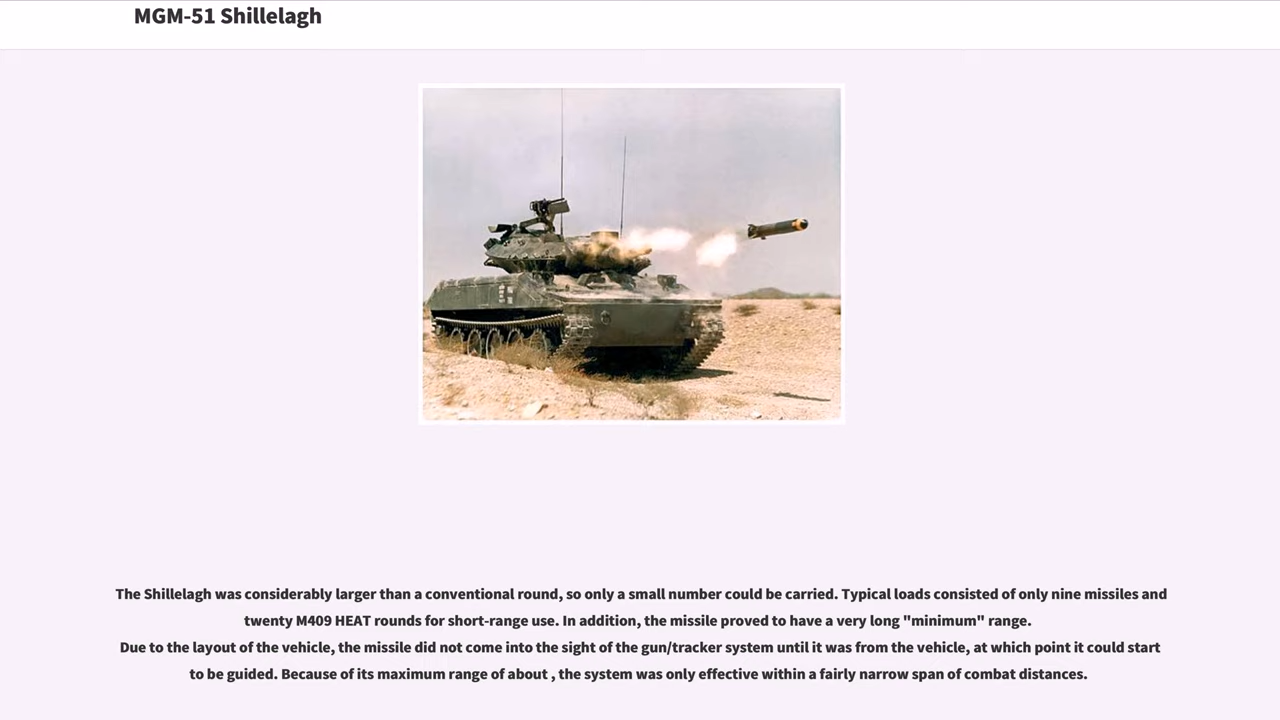 MGM-51 Shillelagh
The Shillelagh was considerably larger than a conventional round, so only a small number could be carried. Typical loads consisted of only nine missiles and
twenty M409 HEAT rounds for short-range use. In addition, the missile proved to have a very long "minimum" range.
Due to the layout of the vehicle, the missile did not come into the sight of the gun/tracker system until it was from the vehicle, at which point it could start
to be guided. Because of its maximum range of about , the system was only effective within a fairly narrow span of combat distances.